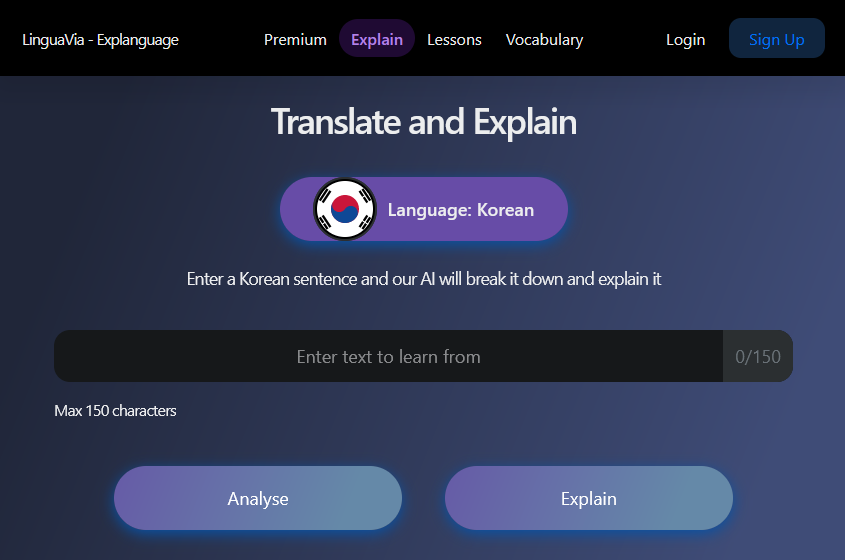 LinguaVia - Explanguage
Premium
Explain
Lessons
Vocabulary
Login
Sign Up
Translate and Explain
Language: Korean
Enter a Korean sentence and our AI will break it down and explain it
Enter text to learn from
0/150
Max 150 characters
Analyse
Explain